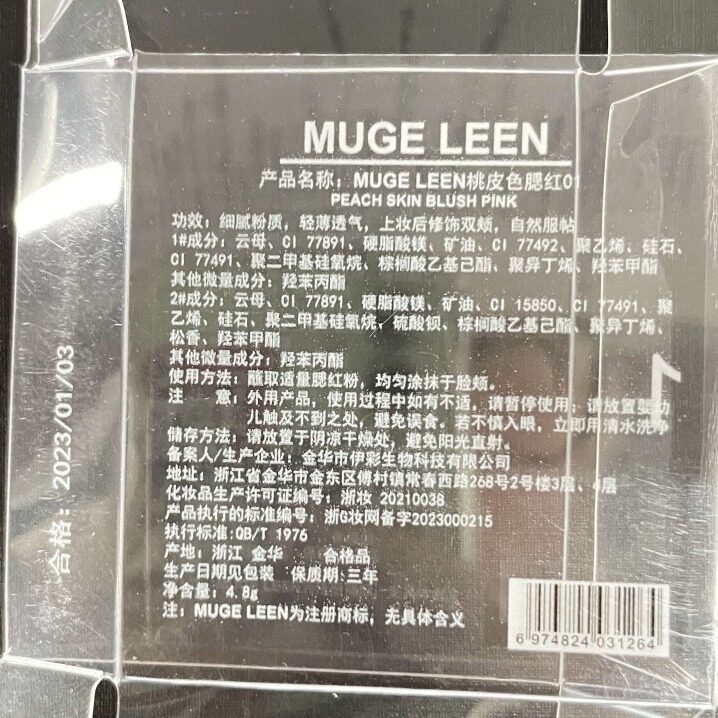 MUGE LEEN
产品名称：MUGE LEEN桃皮色腮红01
PEACH SKIN BLUSH PINK
功效：细腻粉质，轻薄透气，上妆后修饰双颊，自然服帖
1#成分：云母、CI 77891、硬脂酸镁、矿油、CI 77492、聚乙烯、硅石、
CI 77491、聚二甲基硅氧烷、棕榈酸乙基己酯、聚异丁烯、羟苯甲酯
其他微量成分：羟苯丙酯
2#成分：云母、CI 77891、硬脂酸镁、矿油、CI 15850、CI 77491、聚
乙烯、硅石、聚二甲基硅氧烷、硫酸钡、棕榈酸乙基己酯、聚异丁烯、
松香、羟苯甲酯
其他微量成分：羟苯丙酯
使用方法：蘸取适量腮红粉，均匀涂抹于脸颊。
注 意：外用产品，使用过程中如有不适，请暂停使用；请放置婴幼
儿触及不到之处，避免误食。若不慎入眼，立即用清水洗净
储存方法：请放置于阴凉干燥处，避免阳光直射。
备案人/生产企业：金华市伊彩生物科技有限公司
地址：浙江省金华市金东区傅村镇常春西路268号2号楼3层、4层
化妆品生产许可证编号：浙妆 20210038
产品执行的标准编号：浙G妆网备字2023000215
执行标准:QB/T 1976
产地：浙江 金华 合格品
生产日期见包装 保质期:三年
净含量：4.8g
注：MUGE LEEN为注册商标，无具体含义
6 974824 031264
合格：2023/01/03
1